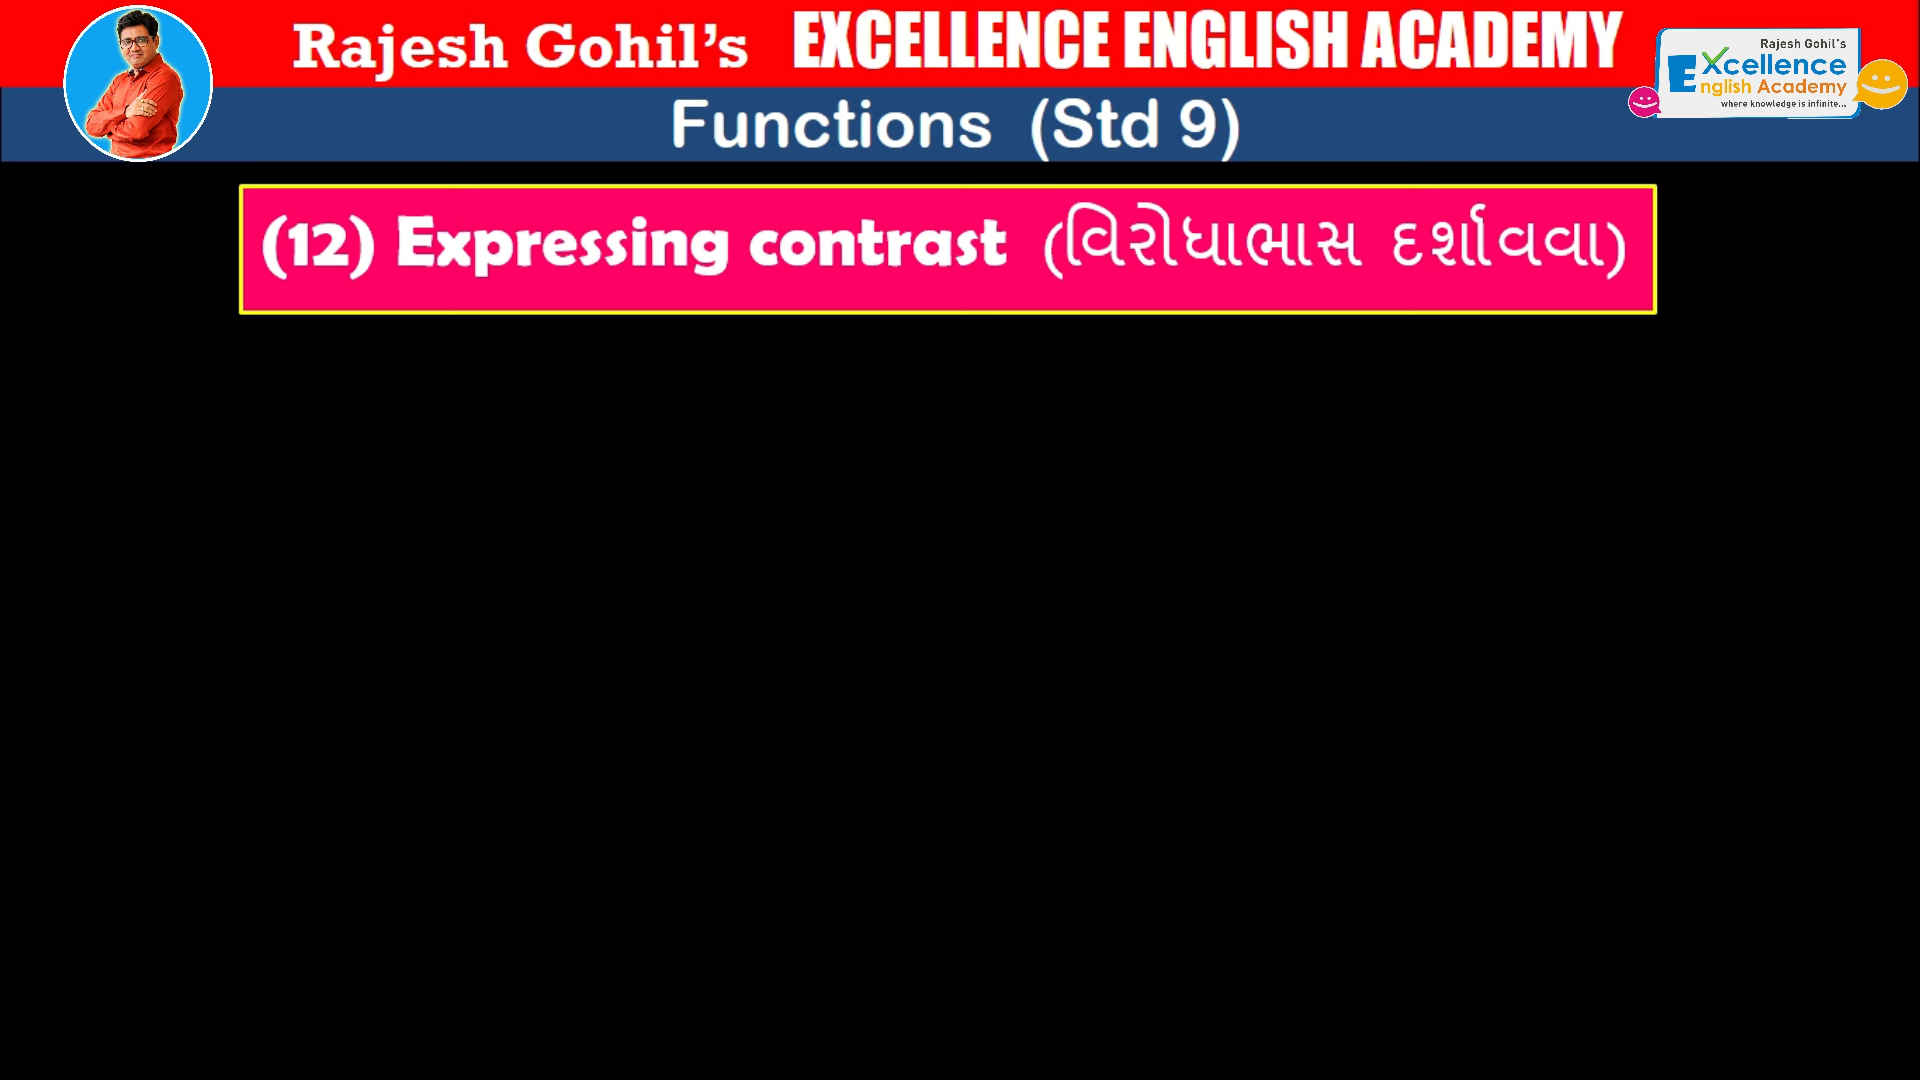 Rajesh Gohil's EXCELLENCE ENGLISH ACADEMY
Rajesh Gohil's
Excellence
English Academy
where knowledge is infinite...
Functions (Std 9)
(12) Expressing contrast (વિરોધાભાસ દર્શાવવા)